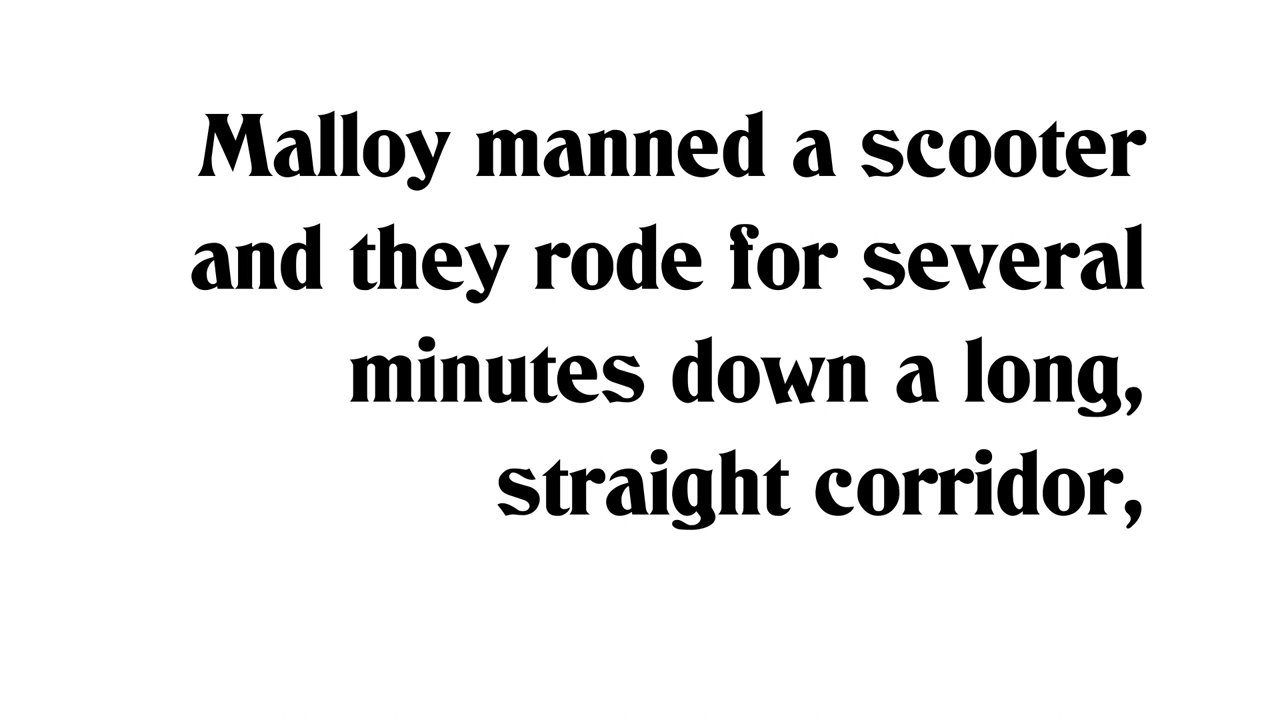 Malloy manned a scooter
and they rode for several
minutes down a long,
straight corridor,